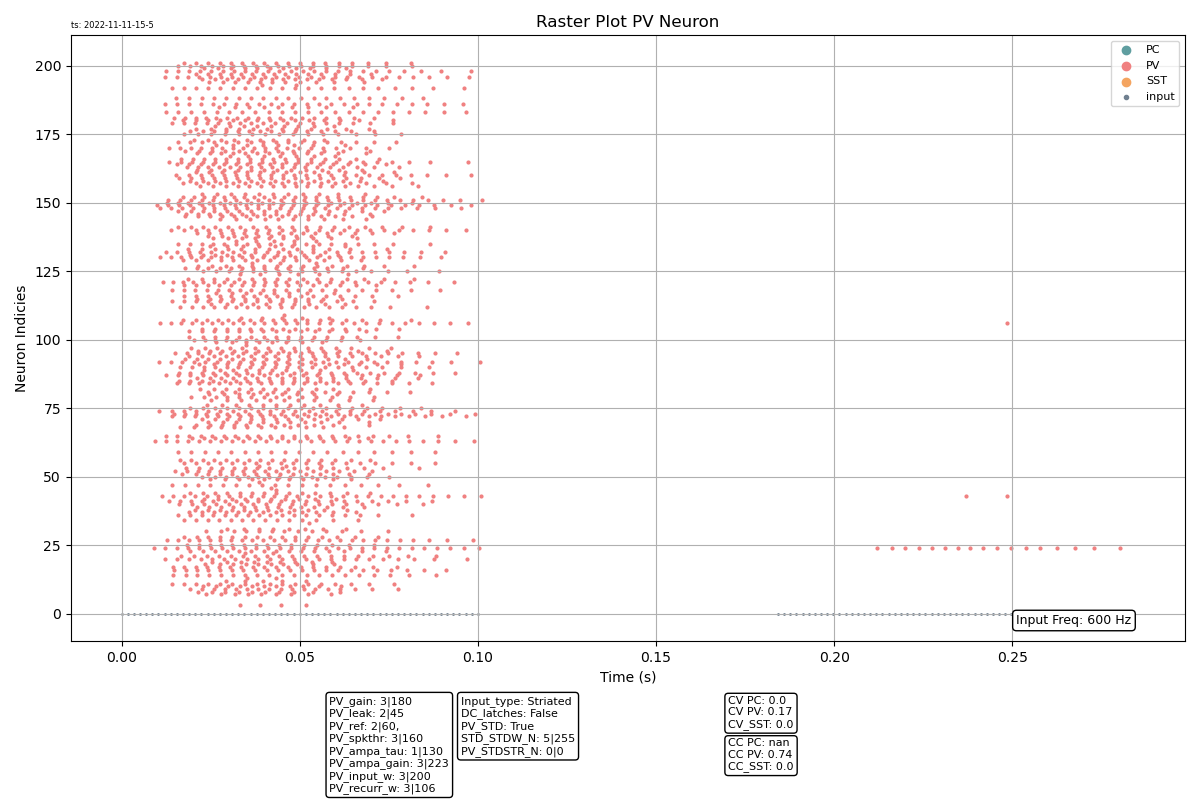 ts: 2022-11-11-15-5
Raster Plot PV Neuron
PC
PV
SST
input
Neuron Indicies
200
175
150
125
100
75
50
25
0
Input Freq: 600 Hz
0.00
0.05
0.10
0.15
0.20
0.25
Time (s)
PV_gain: 3|180
PV_leak: 2|45
PV_ref: 2|60,
PV_spkthr: 3|160
PV_ampa_tau: 1|130
PV_ampa_gain: 3|223
PV_input_w: 3|200
PV_recurr_w: 3|106
Input_type: Striated
DC_latches: False
PV_STD: True
STD_STDW_N: 5|255
PV_STDSTR_N: 0|0
CV PC: 0.0
CV PV: 0.17
CV_SST: 0.0
CC PC: nan
CC PV: 0.74
CC_SST: 0.0